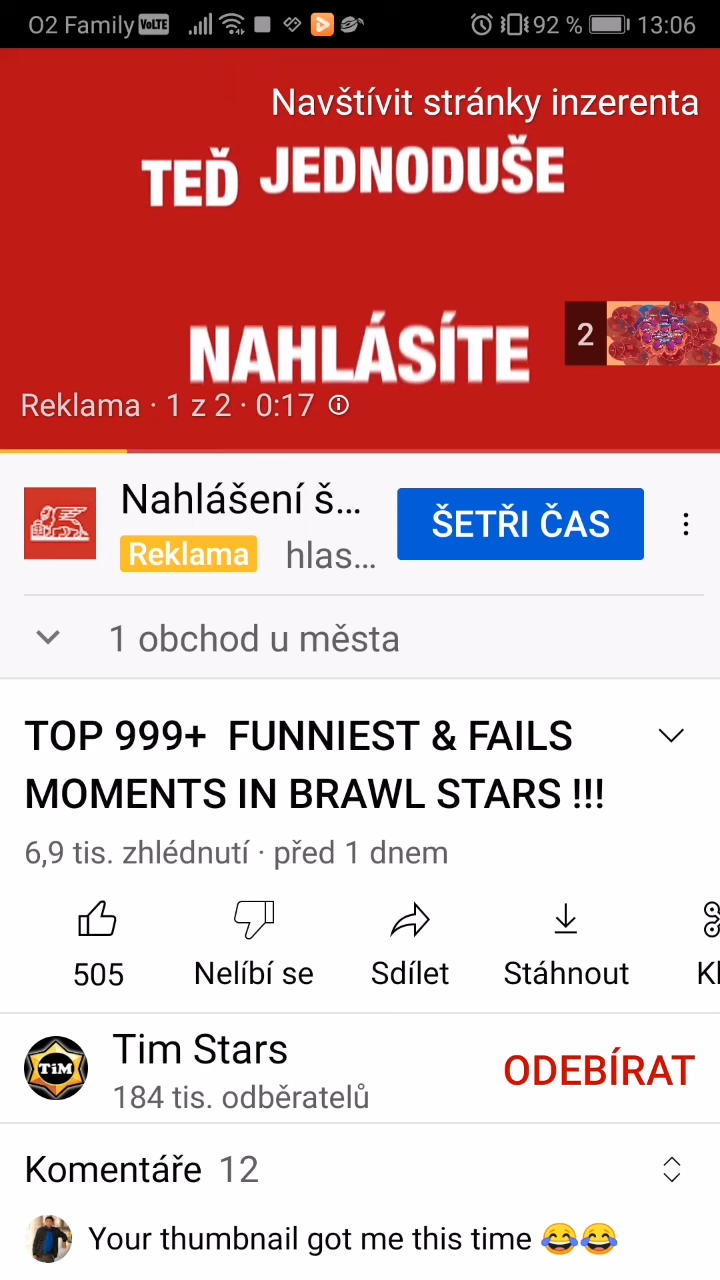 O2 Family VoLTE 92 % 13:06
Navštívit stránky inzerenta
TEĎ JEDNODUŠE
NAHLÁSÍTE
2
Reklama · 1 z 2 · 0:17
Nahlášení š...
ŠETŘI ČAS
Reklama hlas...
1 obchod u města
TOP 999+ FUNNIEST & FAILS
MOMENTS IN BRAWL STARS !!!
6,9 tis. zhlédnutí · před 1 dnem
505 Nelíbí se Sdílet Stáhnout Kl
TiM
Tim Stars
184 tis. odběratelů
ODEBÍRAT
Komentáře 12
Your thumbnail got me this time 😂😂